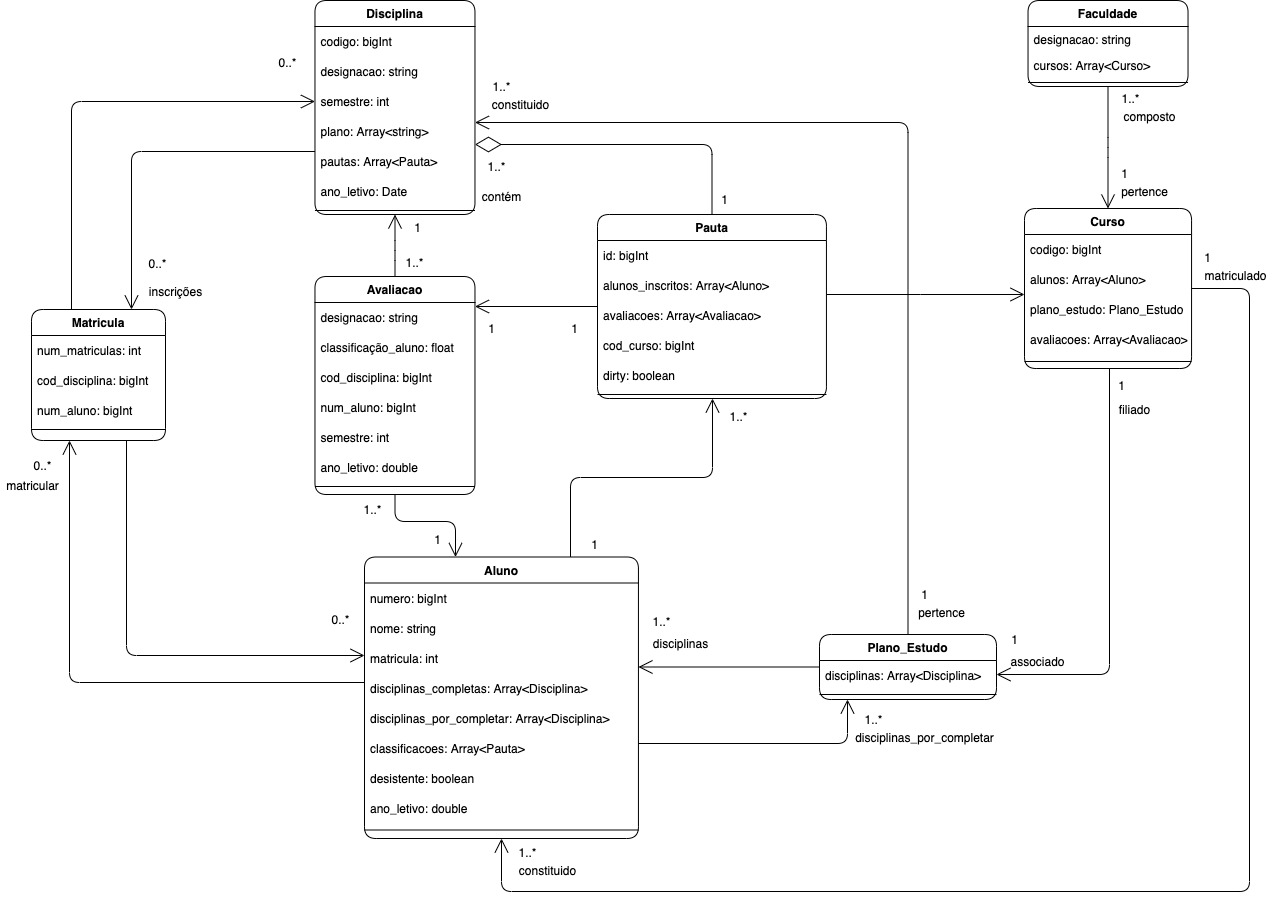 Disciplina
codigo: bigInt
designacao: string
semestre: int
plano: Array<string>
pautas: Array<Pauta>
ano_letivo: Date
Faculdade
designacao: string
cursos: Array<Curso>
0..*
1..*
constituido
1..*
composto
1..*
contém
1
1
pertence
1
1..*
0..*
inscrições
Pauta
id: bigInt
alunos_inscritos: Array<Aluno>
avaliacoes: Array<Avaliacao>
cod_curso: bigInt
dirty: boolean
Curso
codigo: bigInt
alunos: Array<Aluno>
plano_estudo: Plano_Estudo
avaliacoes: Array<Avaliacao>
1
matriculado
Avaliacao
designacao: string
classificação_aluno: float
cod_disciplina: bigInt
num_aluno: bigInt
semestre: int
ano_letivo: double
1
1
Matricula
num_matriculas: int
cod_disciplina: bigInt
num_aluno: bigInt
1
filiado
1..*
0..*
matricular
1..*
1
1
Aluno
numero: bigInt
nome: string
matricula: int
disciplinas_completas: Array<Disciplina>
disciplinas_por_completar: Array<Disciplina>
classificacoes: Array<Pauta>
desistente: boolean
ano_letivo: double
0..*
1..*
disciplinas
1
pertence
Plano_Estudo
disciplinas: Array<Disciplina>
1
associado
1..*
disciplinas_por_completar
1..*
constituido